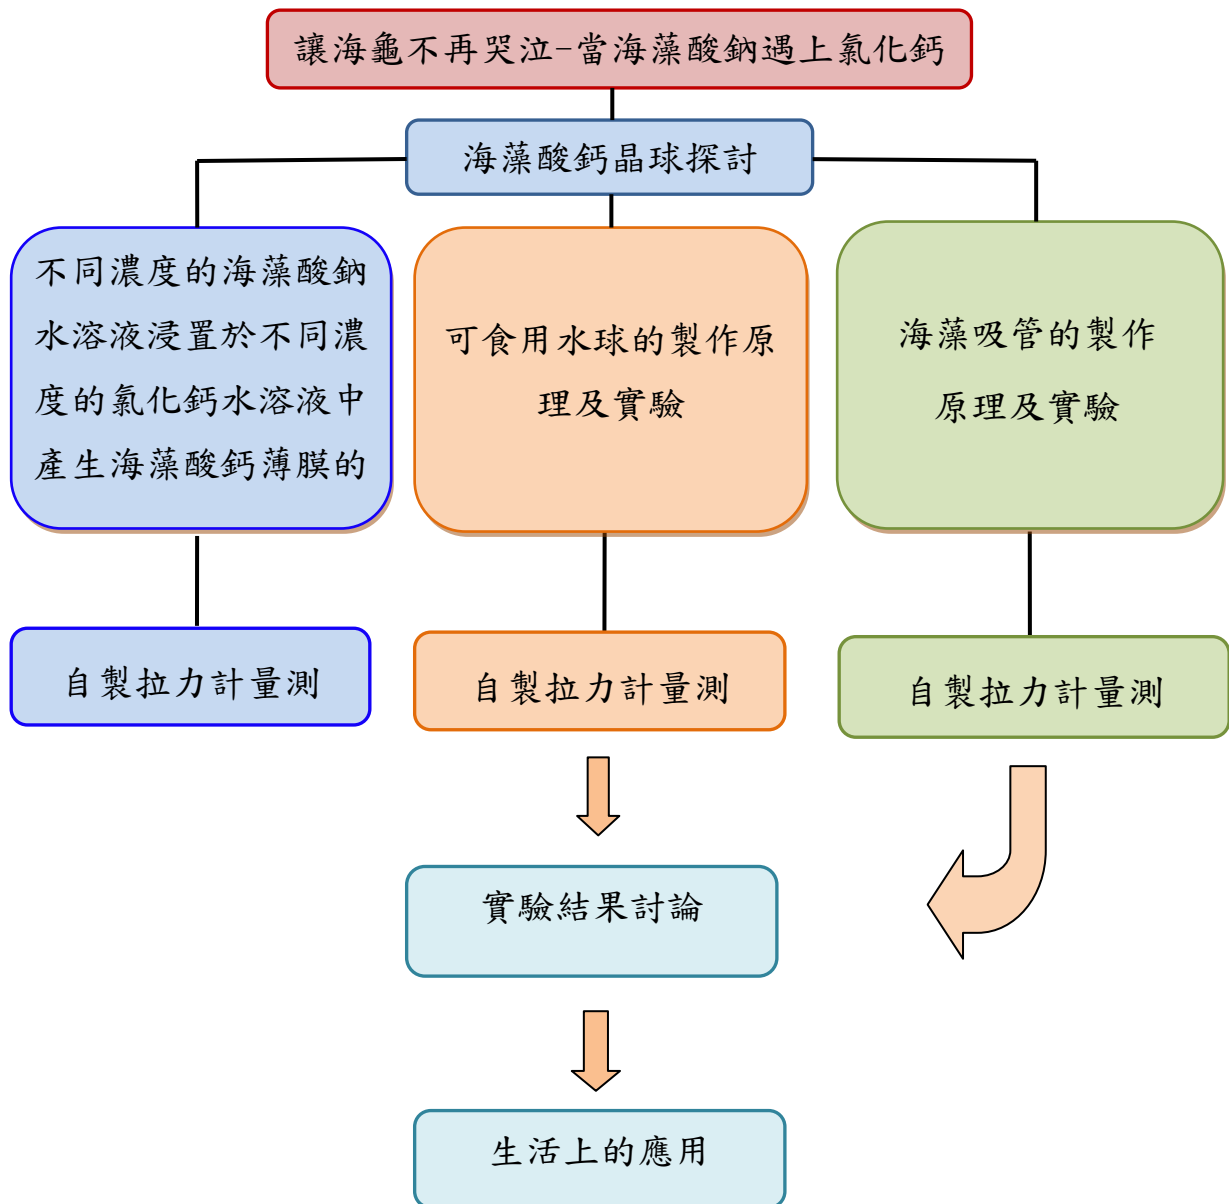 讓海龜不再哭泣-當海藻酸鈉遇上氯化鈣
海藻酸鈣晶球探討
不同濃度的海藻酸鈉
水溶液浸置於不同濃
度的氯化鈣水溶液中
產生海藻酸鈣薄膜的
可食用水球的製作原
理及實驗
海藻吸管的製作
原理及實驗
自製拉力計量測
自製拉力計量測
自製拉力計量測
實驗結果討論
生活上的應用